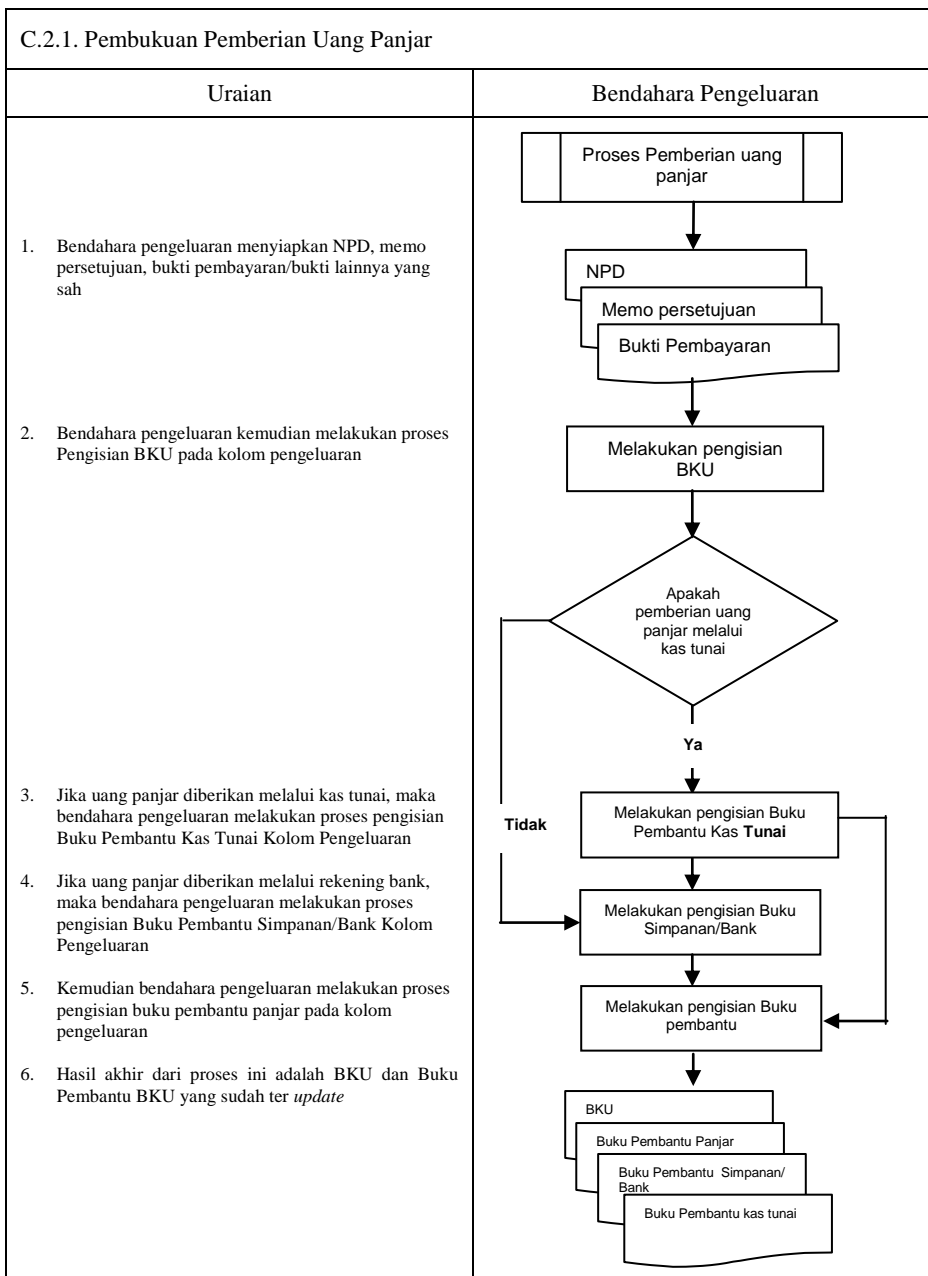 C.2.1. Pembukuan Pemberian Uang Panjar
Uraian
Bendahara Pengeluaran
1. Bendahara pengeluaran menyiapkan NPD, memo
persetujuan, bukti pembayaran/bukti lainnya yang
sah
2. Bendahara pengeluaran kemudian melakukan proses
Pengisian BKU pada kolom pengeluaran
3. Jika uang panjar diberikan melalui kas tunai, maka
bendahara pengeluaran melakukan proses pengisian
Buku Pembantu Kas Tunai Kolom Pengeluaran
4. Jika uang panjar diberikan melalui rekening bank,
maka bendahara pengeluaran melakukan proses
pengisian Buku Pembantu Simpanan/Bank Kolom
Pengeluaran
5. Kemudian bendahara pengeluaran melakukan proses
pengisian buku pembantu panjar pada kolom
pengeluaran
6. Hasil akhir dari proses ini adalah BKU dan Buku
Pembantu BKU yang sudah ter update
Proses Pemberian uang
panjar
NPD
Memo persetujuan
Bukti Pembayaran
Melakukan pengisian
BKU
Apakah
pemberian uang
panjar melalui
kas tunai
Ya
Tidak
Melakukan pengisian Buku
Pembantu Kas Tunai
Melakukan pengisian Buku
Simpanan/Bank
Melakukan pengisian Buku
pembantu
BKU
Buku Pembantu Panjar
Buku Pembantu Simpanan/
Bank
Buku Pembantu kas tunai